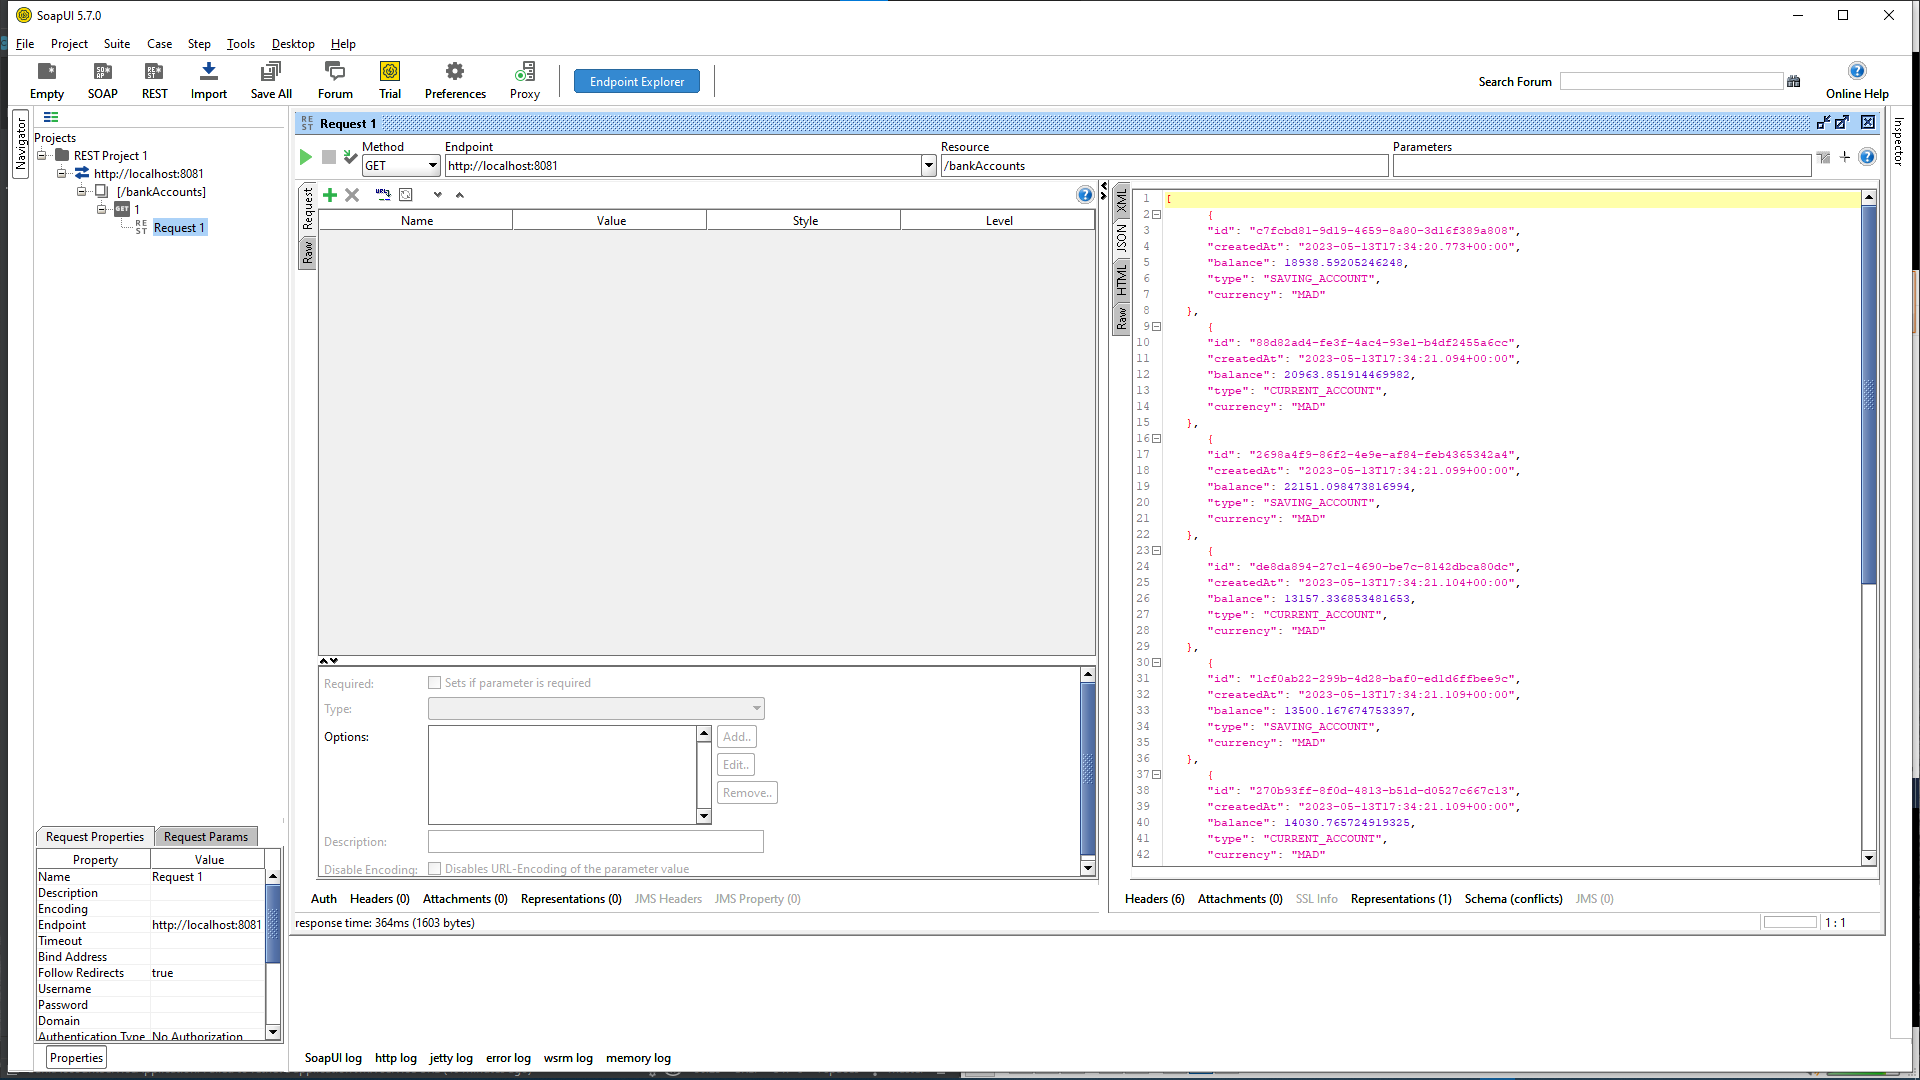 SoapUI 5.7.0
File Project Suite Case Step Tools Desktop Help
Empty SOAP REST Import Save All Forum Trial Preferences Proxy Endpoint Explorer Search Forum Online Help
Navigator
Projects
REST Project 1
http://localhost:8081
[/bankAccounts]
GET 1
REST Request 1
REST Request 1
Method Endpoint Resource Parameters
GET http://localhost:8081 /bankAccounts
Inspector
Request
Raw
Name Value Style Level
Required: Sets if parameter is required
Type:
Options: Add..
Edit..
Remove..
Description:
Disable Encoding: Disables URL-Encoding of the parameter value
Auth Headers (0) Attachments (0) Representations (0) JMS Headers JMS Property (0)
XML
JSON
HTML
Raw
1 [
2 {
3 "id": "c7fcbd81-9d19-4659-8a80-3d16f389a808",
4 "createdAt": "2023-05-13T17:34:20.773+00:00",
5 "balance": 18938.59205246248,
6 "type": "SAVING_ACCOUNT",
7 "currency": "MAD"
8 },
9 {
10 "id": "88d82ad4-fe3f-4ac4-93e1-b4df2455a6cc",
11 "createdAt": "2023-05-13T17:34:21.094+00:00",
12 "balance": 20963.851914469982,
13 "type": "CURRENT_ACCOUNT",
14 "currency": "MAD"
15 },
16 {
17 "id": "2698a4f9-86f2-4e9e-af84-feb4365342a4",
18 "createdAt": "2023-05-13T17:34:21.099+00:00",
19 "balance": 22151.098473816994,
20 "type": "SAVING_ACCOUNT",
21 "currency": "MAD"
22 },
23 {
24 "id": "de8da894-27c1-4690-be7c-8142dbca80dc",
25 "createdAt": "2023-05-13T17:34:21.104+00:00",
26 "balance": 13157.336853481653,
27 "type": "CURRENT_ACCOUNT",
28 "currency": "MAD"
29 },
30 {
31 "id": "1cf0ab22-299b-4d28-baf0-ed1d6ffbee9c",
32 "createdAt": "2023-05-13T17:34:21.109+00:00",
33 "balance": 13500.167674753397,
34 "type": "SAVING_ACCOUNT",
35 "currency": "MAD"
36 },
37 {
38 "id": "270b93ff-8f0d-4813-b51d-d0527c667c13",
39 "createdAt": "2023-05-13T17:34:21.109+00:00",
40 "balance": 14030.765724919325,
41 "type": "CURRENT_ACCOUNT",
42 "currency": "MAD"
Headers (6) Attachments (0) SSL Info Representations (1) Schema (conflicts) JMS (0)
response time: 364ms (1603 bytes) 1 : 1
Request Properties Request Params
Property Value
Name Request 1
Description
Encoding
Endpoint http://localhost:8081
Timeout
Bind Address
Follow Redirects true
Username
Password
Domain
Authentication Type No Authorization
Properties
SoapUI log http log jetty log error log wsrm log memory log